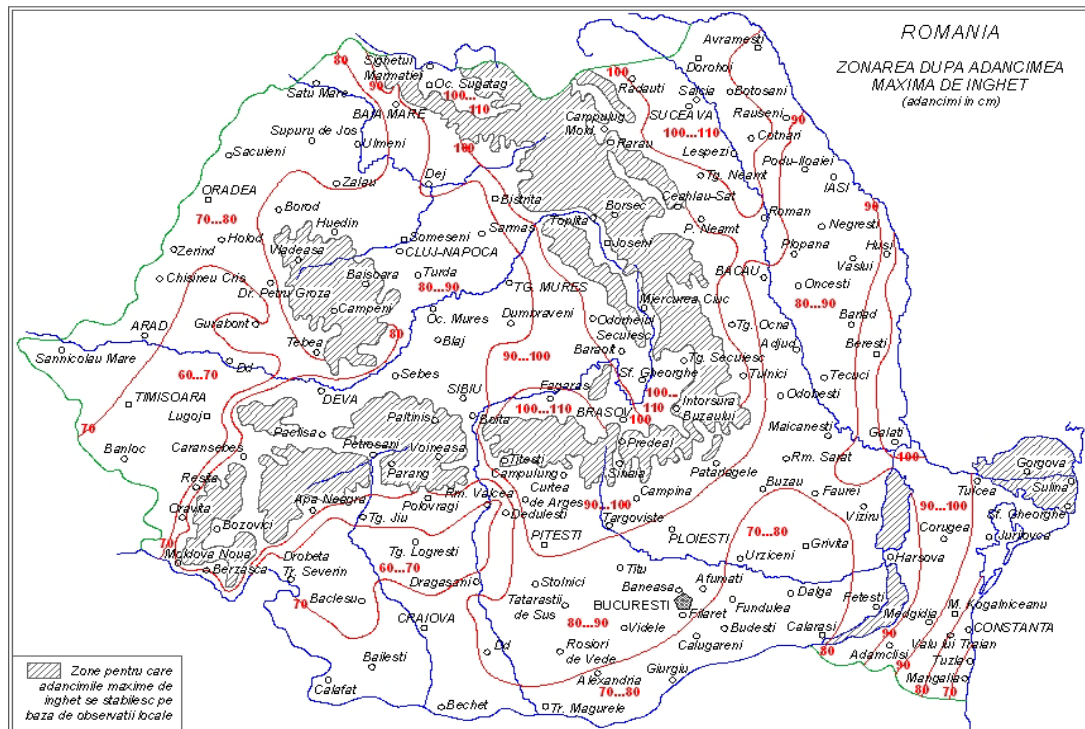 ROMANIA
ZONAREA DUPA ADANCIMEA
MAXIMA DE INGHET
(adancimi in cm)
Avramesti
80
Sighetul
Marmatiei
90
Oc. Sugatag
100...
110
100
Radauti
Dorohoi
Satu Mare
BAIA MARE
Salcia
Botosani
SUCEAVA
Rauseni
90
100...110
Campulug
Mold.
Supuru de Jos
Ulmeni
Rarau
Lespezi
Cotnari
Sacuieni
100
Podu-Iloaiei
IASI
Zalau
Dej
Tg. Neamt
ORADEA
Bistrita
Ceahlau-Sat
90
70...80
Borod
Borsec
Roman
Huedin
Toplita
P. Neamt
Negresti
Holod
Someseni
Sarmas
Joseni
Plopana
Husi
Zerind
Vladeasa
CLUJ-NAPOCA
Vaslui
Chisineu Cris
Baisoara
Turda
BACAU
Oncesti
Dr. Petru Groza
80...90
TG. MURES
80...90
Campeni
Oc. Mures
Dumbraveni
Miercurea Ciuc
Gurabont
Odorheiul
Secuiesc
Tg. Ocna
Barlad
ARAD
80
Blaj
Adjud
Tebea
Baraolt
Beresti
Sannicolau Mare
90...100
Tg. Secuiesc
Dd
60...70
Sebes
Sf. Gheorghe
Tulnici
Tecuci
DEVA
SIBIU
Fagaras
100...
110
TIMISOARA
Odobesti
Lugoj
Paltinis
Boita
100...110
BRASOV
100
Intorsura
Buzaului
70
Paclisa
Maicanesti
Galati
Banloc
Caransebes
Petrosani
Voineasa
Predeal
100
Parang
Titesti
Sinaia
Patanagele
Rm. Sarat
Gorgova
Resita
Campulung
Tulcea
Sulina
Apa Neagra
Rm. Valcea
Curtea
de Arges
90...100
Campina
Buzau
Faurei
90...100
Oravita
Polovragi
Viziru
Sf. Gheorghe
Bozovici
Tg. Jiu
Dedulesti
Targoviste
Corugea
70
PITESTI
PLOIESTI
70...80
Jurilovca
Moldova Noua
Drobeta
Tr. Severin
Tg. Logresti
Grivita
Harsova
Berzasca
60...70
Urziceni
Dragasani
Stolnici
Titu
Baneasa
Afumati
Dalga
Fetesti
70
Baclesu
Tatarastii
de Sus
BUCURESTI
Fundulea
M. Kogalniceanu
CRAIOVA
80...90
Filaret
Medgidia
Videle
Budesti
Calarasi
90
CONSTANTA
Calugareni
Valu lui Traian
Dd
Rosiori
de Vede
80
Adamclisi
Bailesti
90
Tuzla
Calafat
Alexandria
Giurgiu
Mangalia
70...80
80
70
Bechet
Tr. Magurele
Zone pentru care
adancimile maxime de
inghet se stabilesc pe
baza de observatii locale